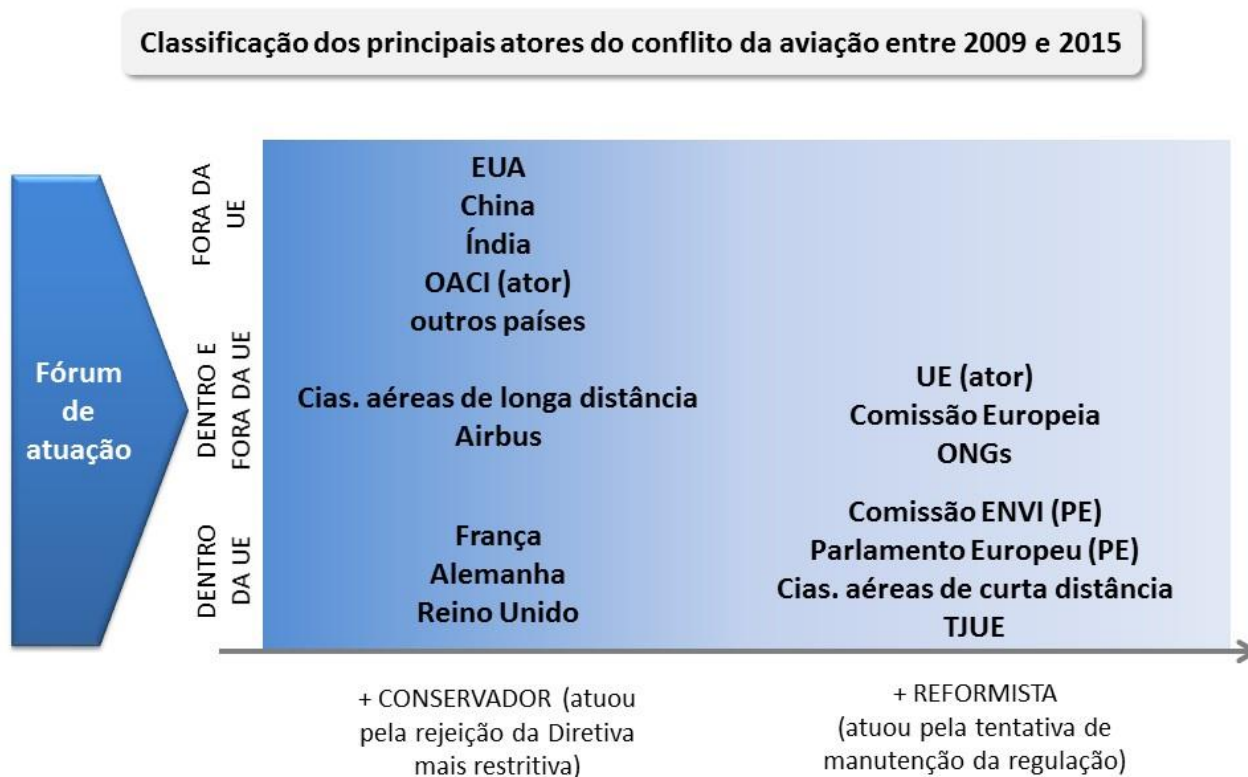 Classificação dos principais atores do conflito da aviação entre 2009 e 2015
Fórum
de
atuação
FORA DA
UE
EUA
China
Índia
OACI (ator)
outros países
DENTRO E
FORA DA UE
Cias. aéreas de longa distância
Airbus
UE (ator)
Comissão Europeia
ONGs
DENTRO
DA UE
França
Alemanha
Reino Unido
Comissão ENVI (PE)
Parlamento Europeu (PE)
Cias. aéreas de curta distância
TJUE
+ CONSERVADOR (atuou
pela rejeição da Diretiva
mais restritiva)
+ REFORMISTA
(atuou pela tentativa de
manutenção da regulação)